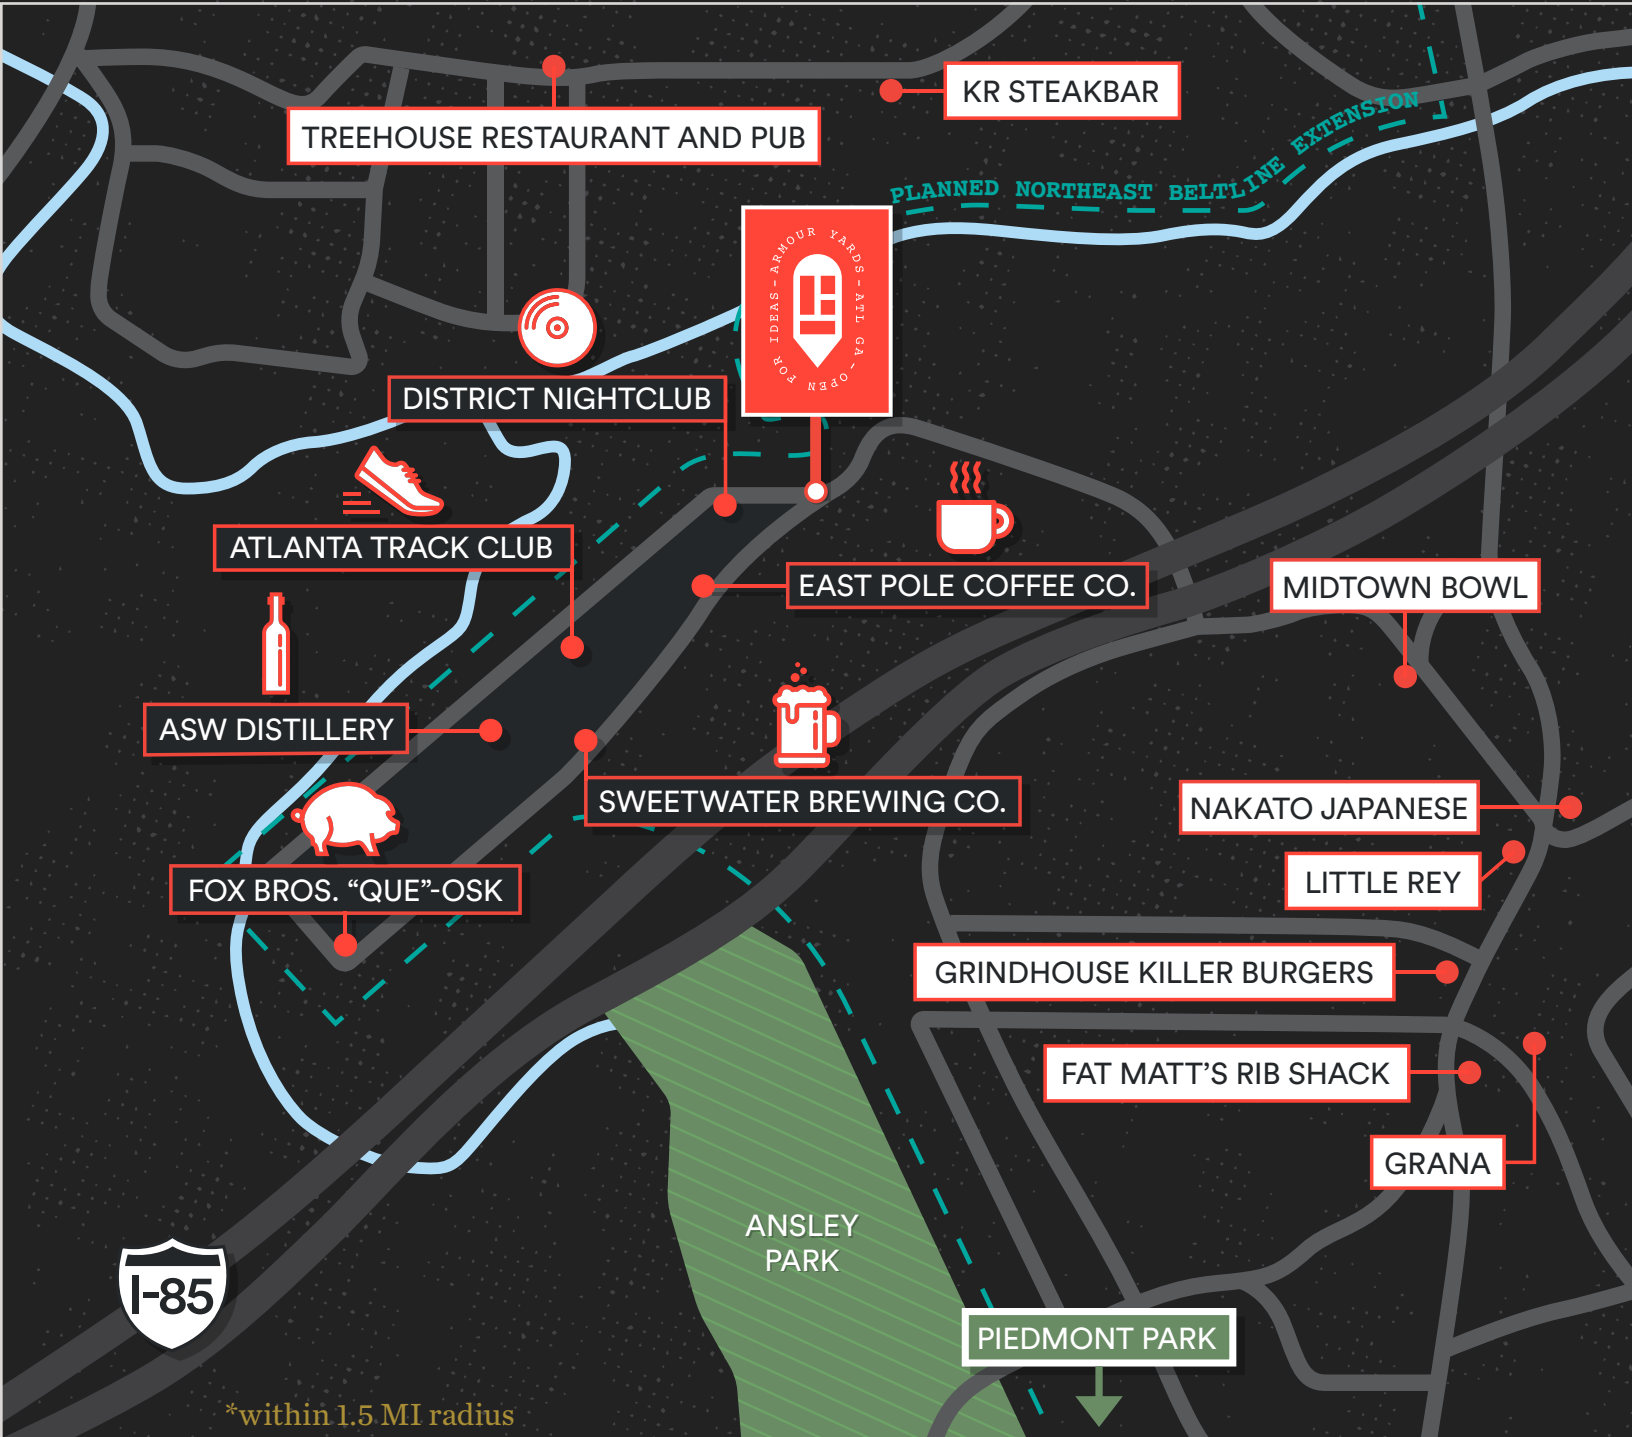 KR STEAKBAR
TREEHOUSE RESTAURANT AND PUB
PLANNED NORTHEAST BELTLINE EXTENSION
ARMOUR YARDS - ATL GA - OPEN FOR IDEAS -
DISTRICT NIGHTCLUB
ATLANTA TRACK CLUB
EAST POLE COFFEE CO.
MIDTOWN BOWL
ASW DISTILLERY
SWEETWATER BREWING CO.
NAKATO JAPANESE
LITTLE REY
FOX BROS. “QUE”-OSK
GRINDHOUSE KILLER BURGERS
FAT MATT’S RIB SHACK
GRANA
ANSLEY
PARK
I-85
PIEDMONT PARK
*within 1.5 MI radius